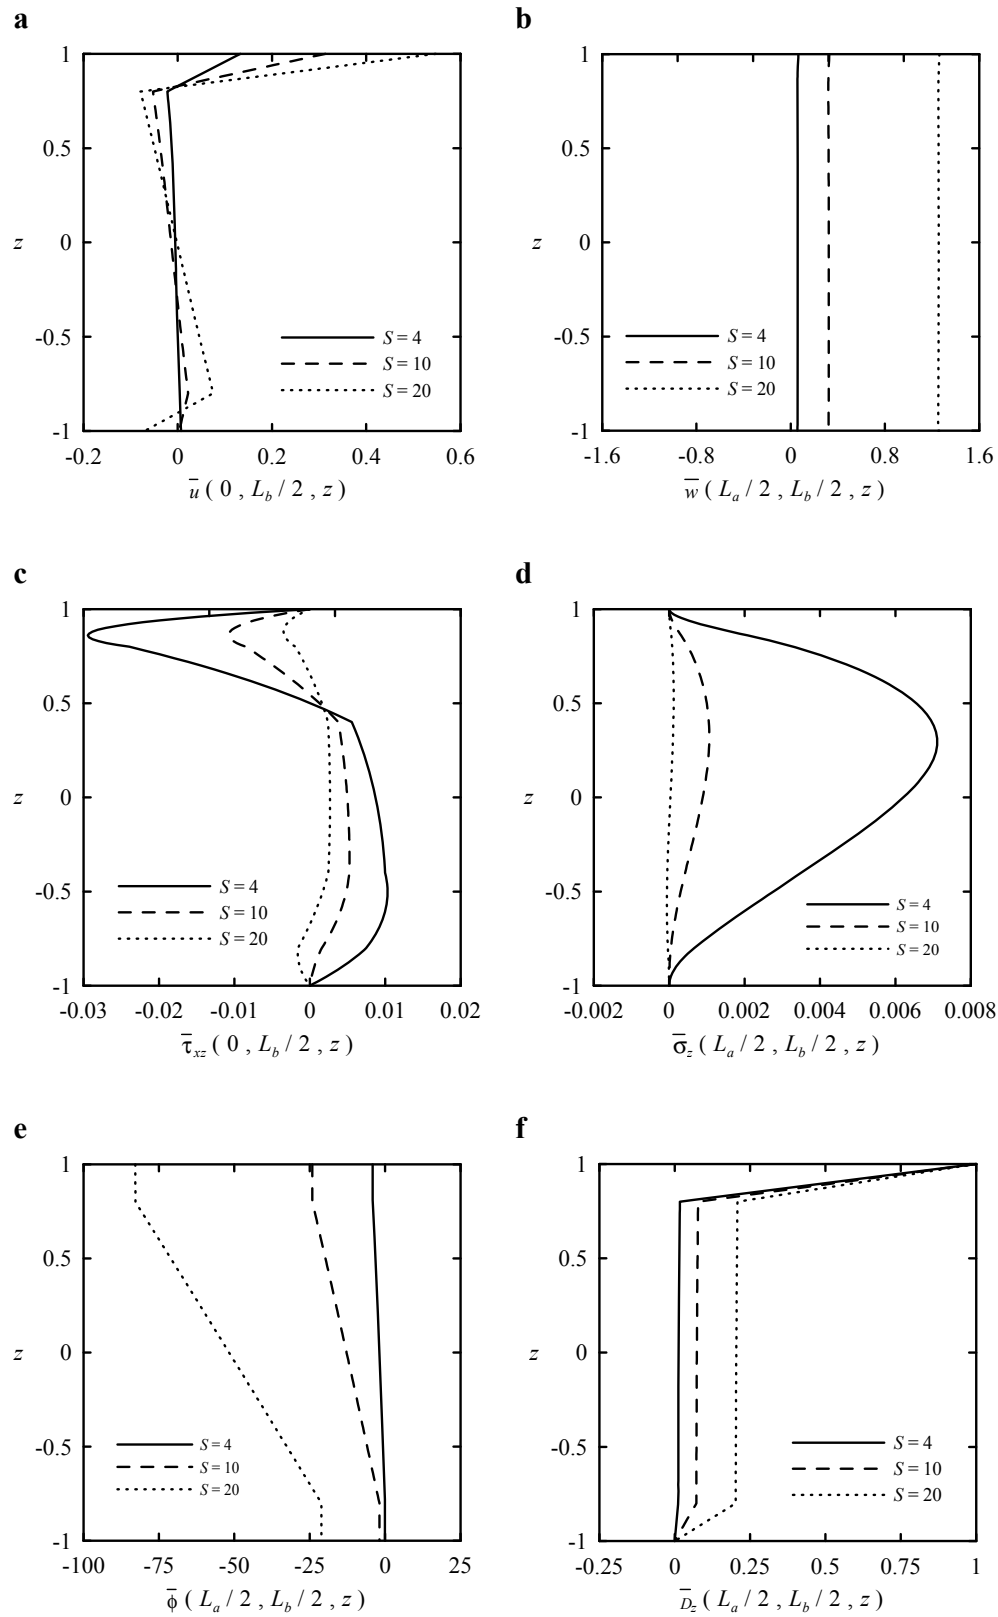 a
1
0.5
z
0
-0.5
-1
S = 4
S = 10
S = 20
-0.2 0 0.2 0.4 0.6
u̅ ( 0 , L_b / 2 , z )
b
1
0.5
z
0
-0.5
-1
S = 4
S = 10
S = 20
-1.6 -0.8 0 0.8 1.6
w̅ ( L_a / 2 , L_b / 2 , z )
c
1
0.5
z
0
-0.5
-1
S = 4
S = 10
S = 20
-0.03 -0.02 -0.01 0 0.01 0.02
τ̅_xz ( 0 , L_b / 2 , z )
d
1
0.5
z
0
-0.5
-1
S = 4
S = 10
S = 20
-0.002 0 0.002 0.004 0.006 0.008
σ̅_z ( L_a / 2 , L_b / 2 , z )
e
1
0.5
z
0
-0.5
-1
S = 4
S = 10
S = 20
-100 -75 -50 -25 0 25
ϕ̅ ( L_a / 2 , L_b / 2 , z )
f
1
0.5
z
0
-0.5
-1
S = 4
S = 10
S = 20
-0.25 0 0.25 0.5 0.75 1
D̅_z ( L_a / 2 , L_b / 2 , z )